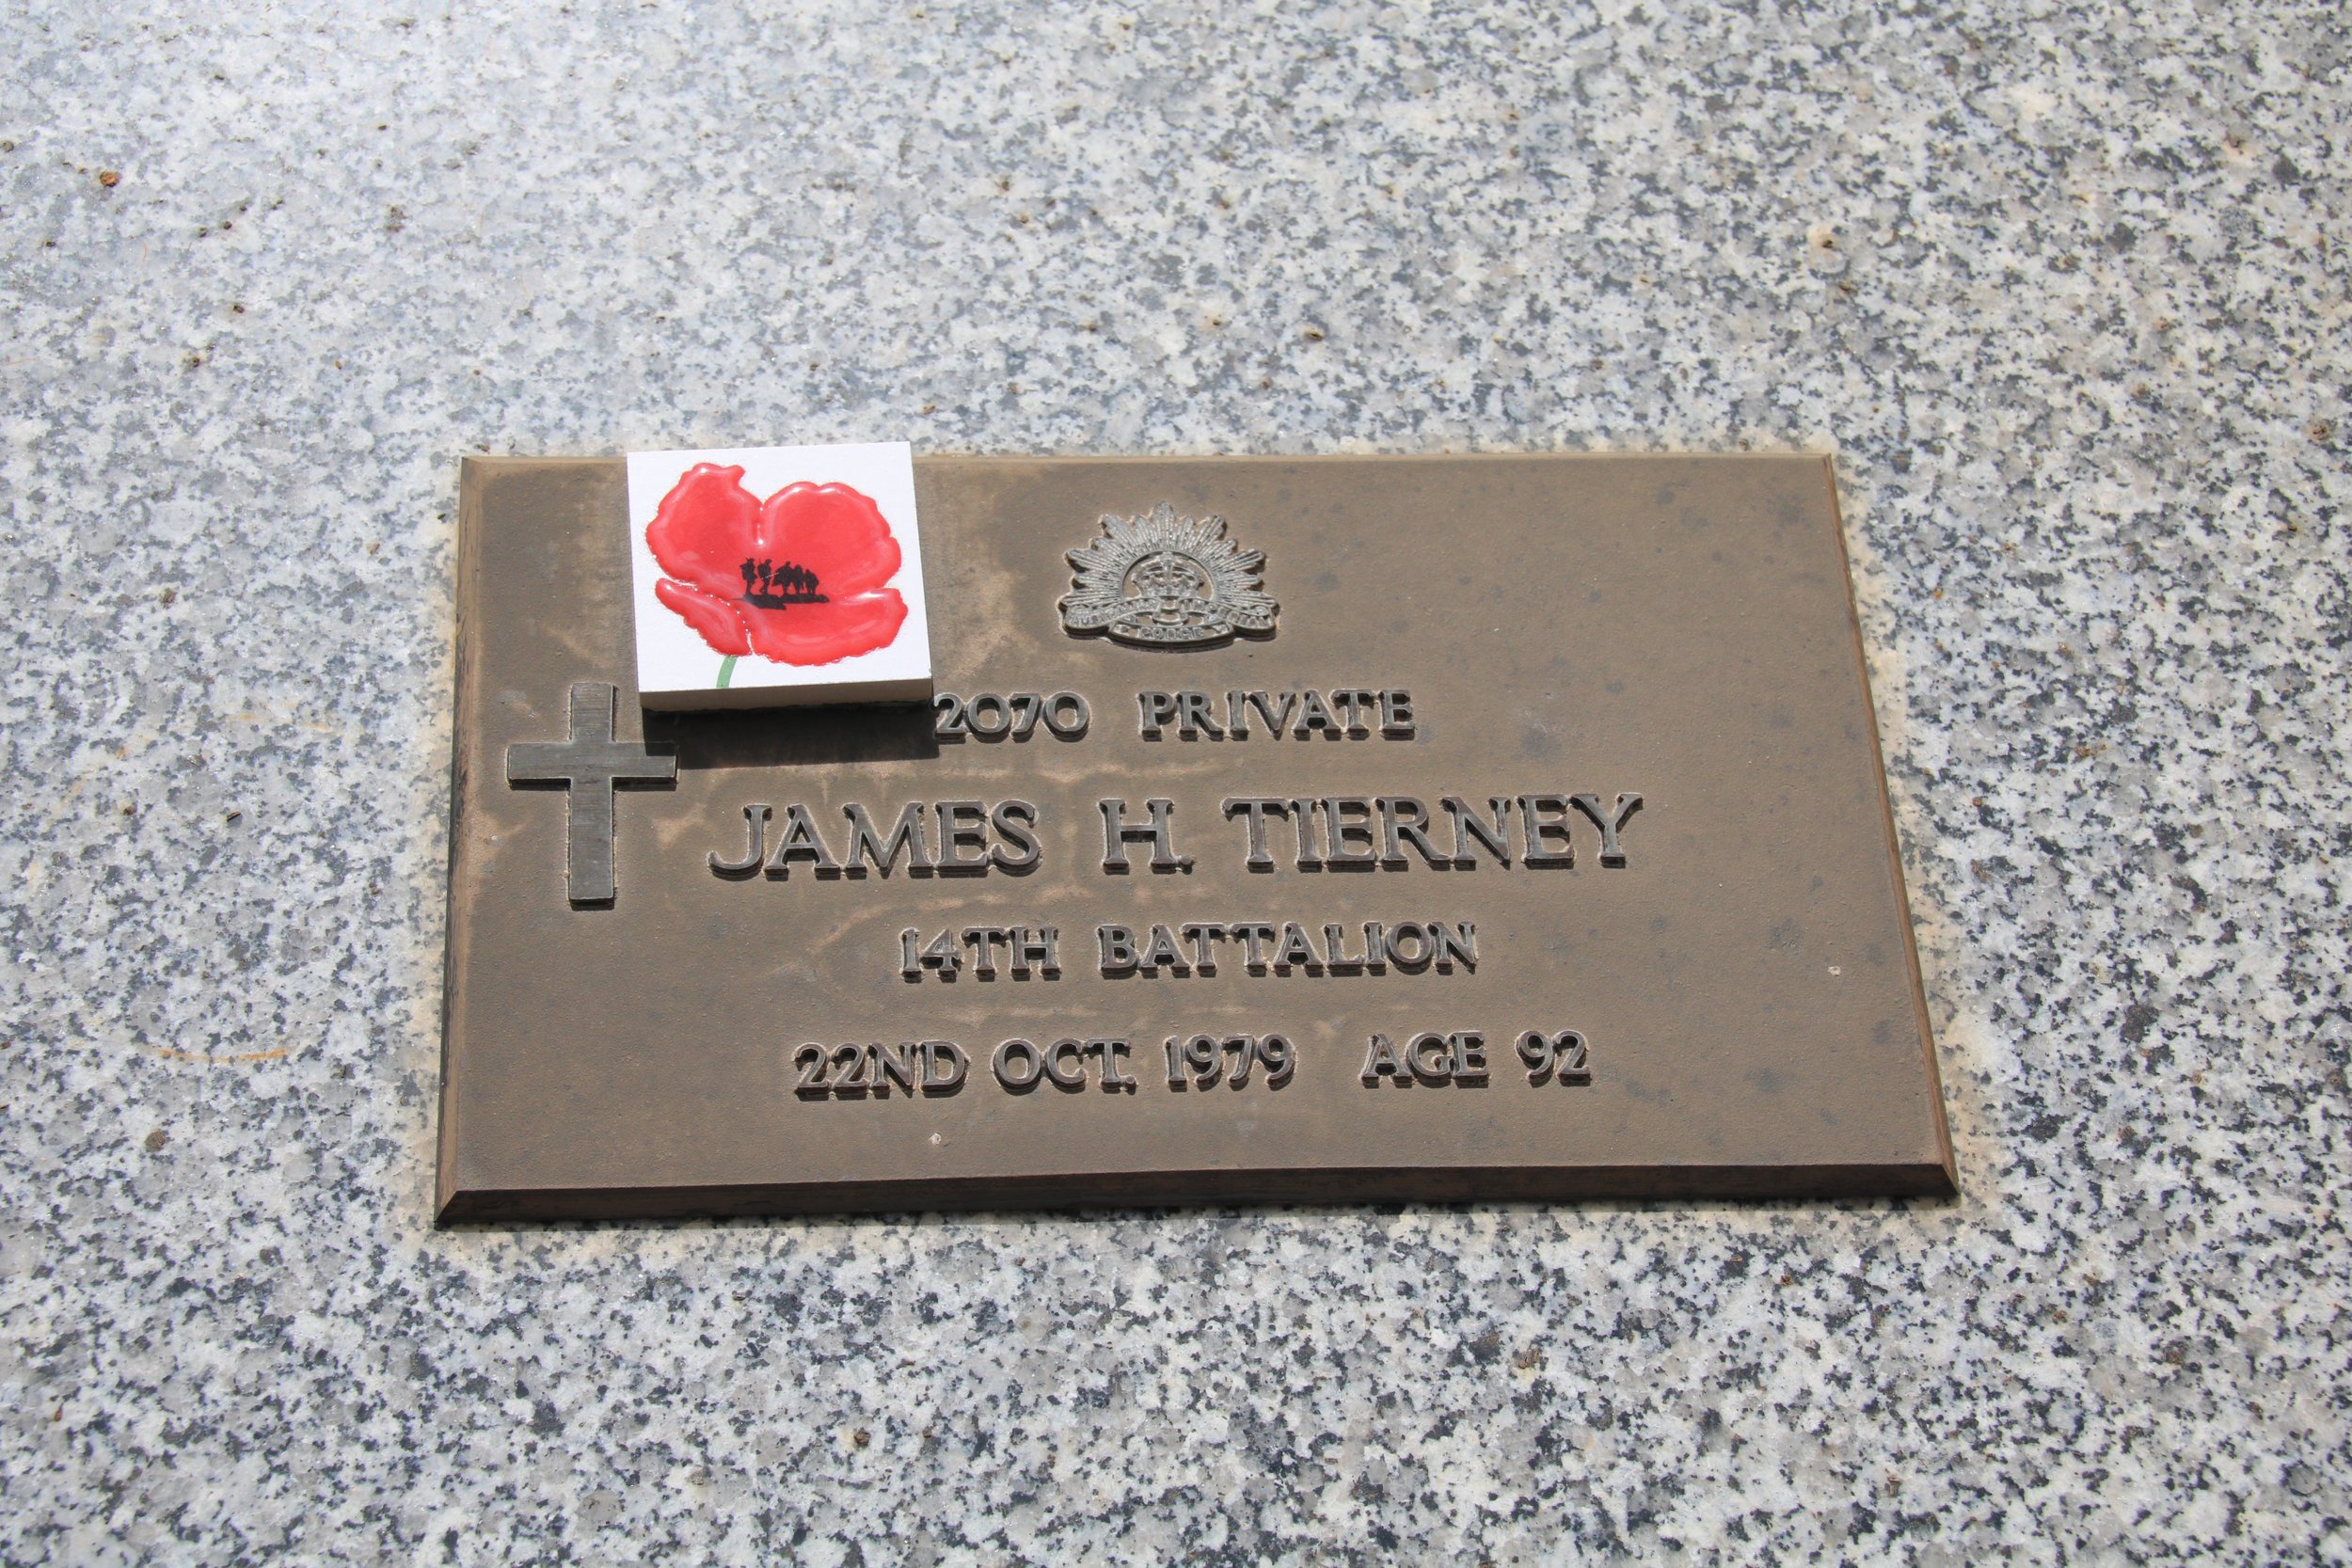 2070 PRIVATE
JAMES H. TIERNEY
14TH BATTALION
22ND OCT. 1979 AGE 92